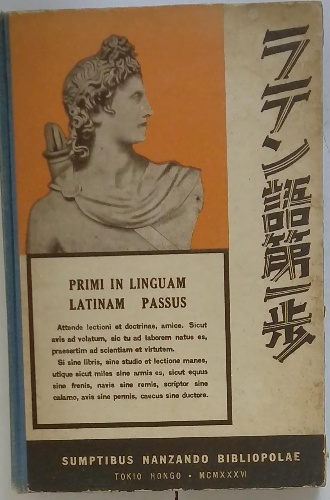 ラテン語第一歩
PRIMI IN LINGUAM
LATINAM PASSUS
Attende lectioni et doctrinae, amice. Sicut
avis ad volatum, sic tu ad laborem natus es,
praesertim ad scientiam et virtutem.
Si sine libris, sine studio et lectione manes,
utique sicut miles sine armis es, sicut equus
sine frenis, navis sine remis, scriptor sine
calamo, avis sine pennis, caecus sine ductore.
SUMPTIBUS NANZANDO BIBLIOPOLAE
TOKIO HONGO · MCMXXXVI